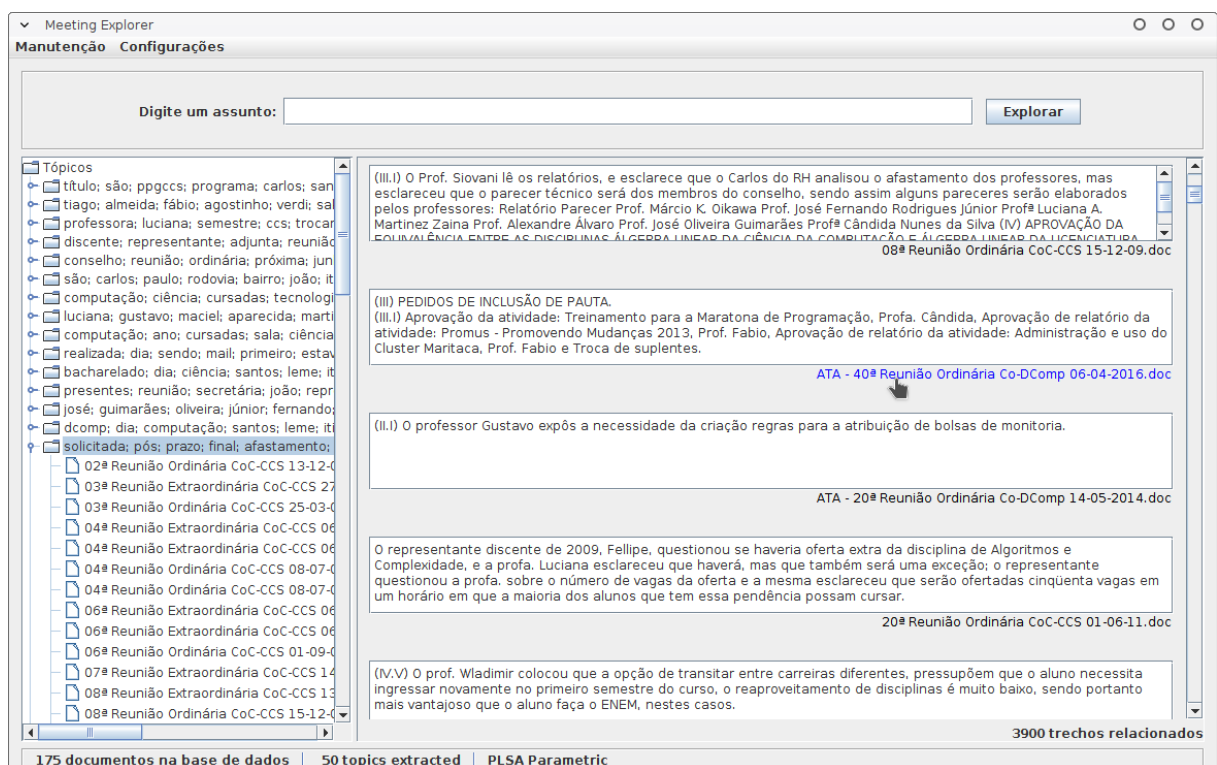 Meeting Explorer
Manutenção Configurações
Digite um assunto:
Explorar
Tópicos
título; são; ppgccs; programa; carlos; san
tiago; almeida; fábio; agostinho; verdi; sal
professora; luciana; semestre; ccs; trocar
discente; representante; adjunta; reunião
conselho; reunião; ordinária; próxima; jun
são; carlos; paulo; rodovia; bairro; joão; it
computação; ciência; cursadas; tecnologi
luciana; gustavo; maciel; aparecida; marti
computação; ano; cursadas; sala; ciência
realizada; dia; sendo; mail; primeiro; estav
bacharelado; dia; ciência; santos; leme; it
presentes; reunião; secretária; joão; repr
josé; guimarães; oliveira; júnior; fernando;
dcomp; dia; computação; santos; leme; iti
solicitada; pós; prazo; final; afastamento;
02ª Reunião Ordinária CoC-CCS 13-12-0
03ª Reunião Extraordinária CoC-CCS 27
03ª Reunião Ordinária CoC-CCS 25-03-0
04ª Reunião Extraordinária CoC-CCS 06
04ª Reunião Extraordinária CoC-CCS 06
04ª Reunião Ordinária CoC-CCS 08-07-0
04ª Reunião Ordinária CoC-CCS 08-07-0
06ª Reunião Extraordinária CoC-CCS 06
06ª Reunião Extraordinária CoC-CCS 06
06ª Reunião Ordinária CoC-CCS 01-09-0
07ª Reunião Extraordinária CoC-CCS 14
08ª Reunião Extraordinária CoC-CCS 13
08ª Reunião Ordinária CoC-CCS 15-12-0
(III.I) O Prof. Siovani lê os relatórios, e esclarece que o Carlos do RH analisou o afastamento dos professores, mas
esclareceu que o parecer técnico será dos membros do conselho, sendo assim alguns pareceres serão elaborados
pelos professores: Relatório Parecer Prof. Márcio K. Oikawa Prof. José Fernando Rodrigues Júnior Profª Luciana A.
Martinez Zaina Prof. Alexandre Álvaro Prof. José Oliveira Guimarães Profª Cândida Nunes da Silva (IV) APROVAÇÃO DA
EQUIVALÊNCIA ENTRE AS DISCIPLINAS ÁLGEBRA LINEAR DA CIÊNCIA DA COMPUTAÇÃO E ÁLGEBRA LINEAR DA LICENCIATURA
08ª Reunião Ordinária CoC-CCS 15-12-09.doc
(III) PEDIDOS DE INCLUSÃO DE PAUTA.
(III.I) Aprovação da atividade: Treinamento para a Maratona de Programação, Profa. Cândida, Aprovação de relatório da
atividade: Promus - Promovendo Mudanças 2013, Prof. Fabio, Aprovação de relatório da atividade: Administração e uso do
Cluster Maritaca, Prof. Fabio e Troca de suplentes.
ATA - 40ª Reunião Ordinária Co-DComp 06-04-2016.doc
(II.I) O professor Gustavo expôs a necessidade da criação regras para a atribuição de bolsas de monitoria.
ATA - 20ª Reunião Ordinária Co-DComp 14-05-2014.doc
O representante discente de 2009, Fellipe, questionou se haveria oferta extra da disciplina de Algoritmos e
Complexidade, e a profa. Luciana esclareceu que haverá, mas que também será uma exceção; o representante
questionou a profa. sobre o número de vagas da oferta e a mesma esclareceu que serão ofertadas cinqüenta vagas em
um horário em que a maioria dos alunos que tem essa pendência possam cursar.
20ª Reunião Ordinária CoC-CCS 01-06-11.doc
(IV.V) O prof. Wladimir colocou que a opção de transitar entre carreiras diferentes, pressupõem que o aluno necessita
ingressar novamente no primeiro semestre do curso, o reaproveitamento de disciplinas é muito baixo, sendo portanto
mais vantajoso que o aluno faça o ENEM, nestes casos.
3900 trechos relacionados
175 documentos na base de dados 50 topics extracted PLSA Parametric